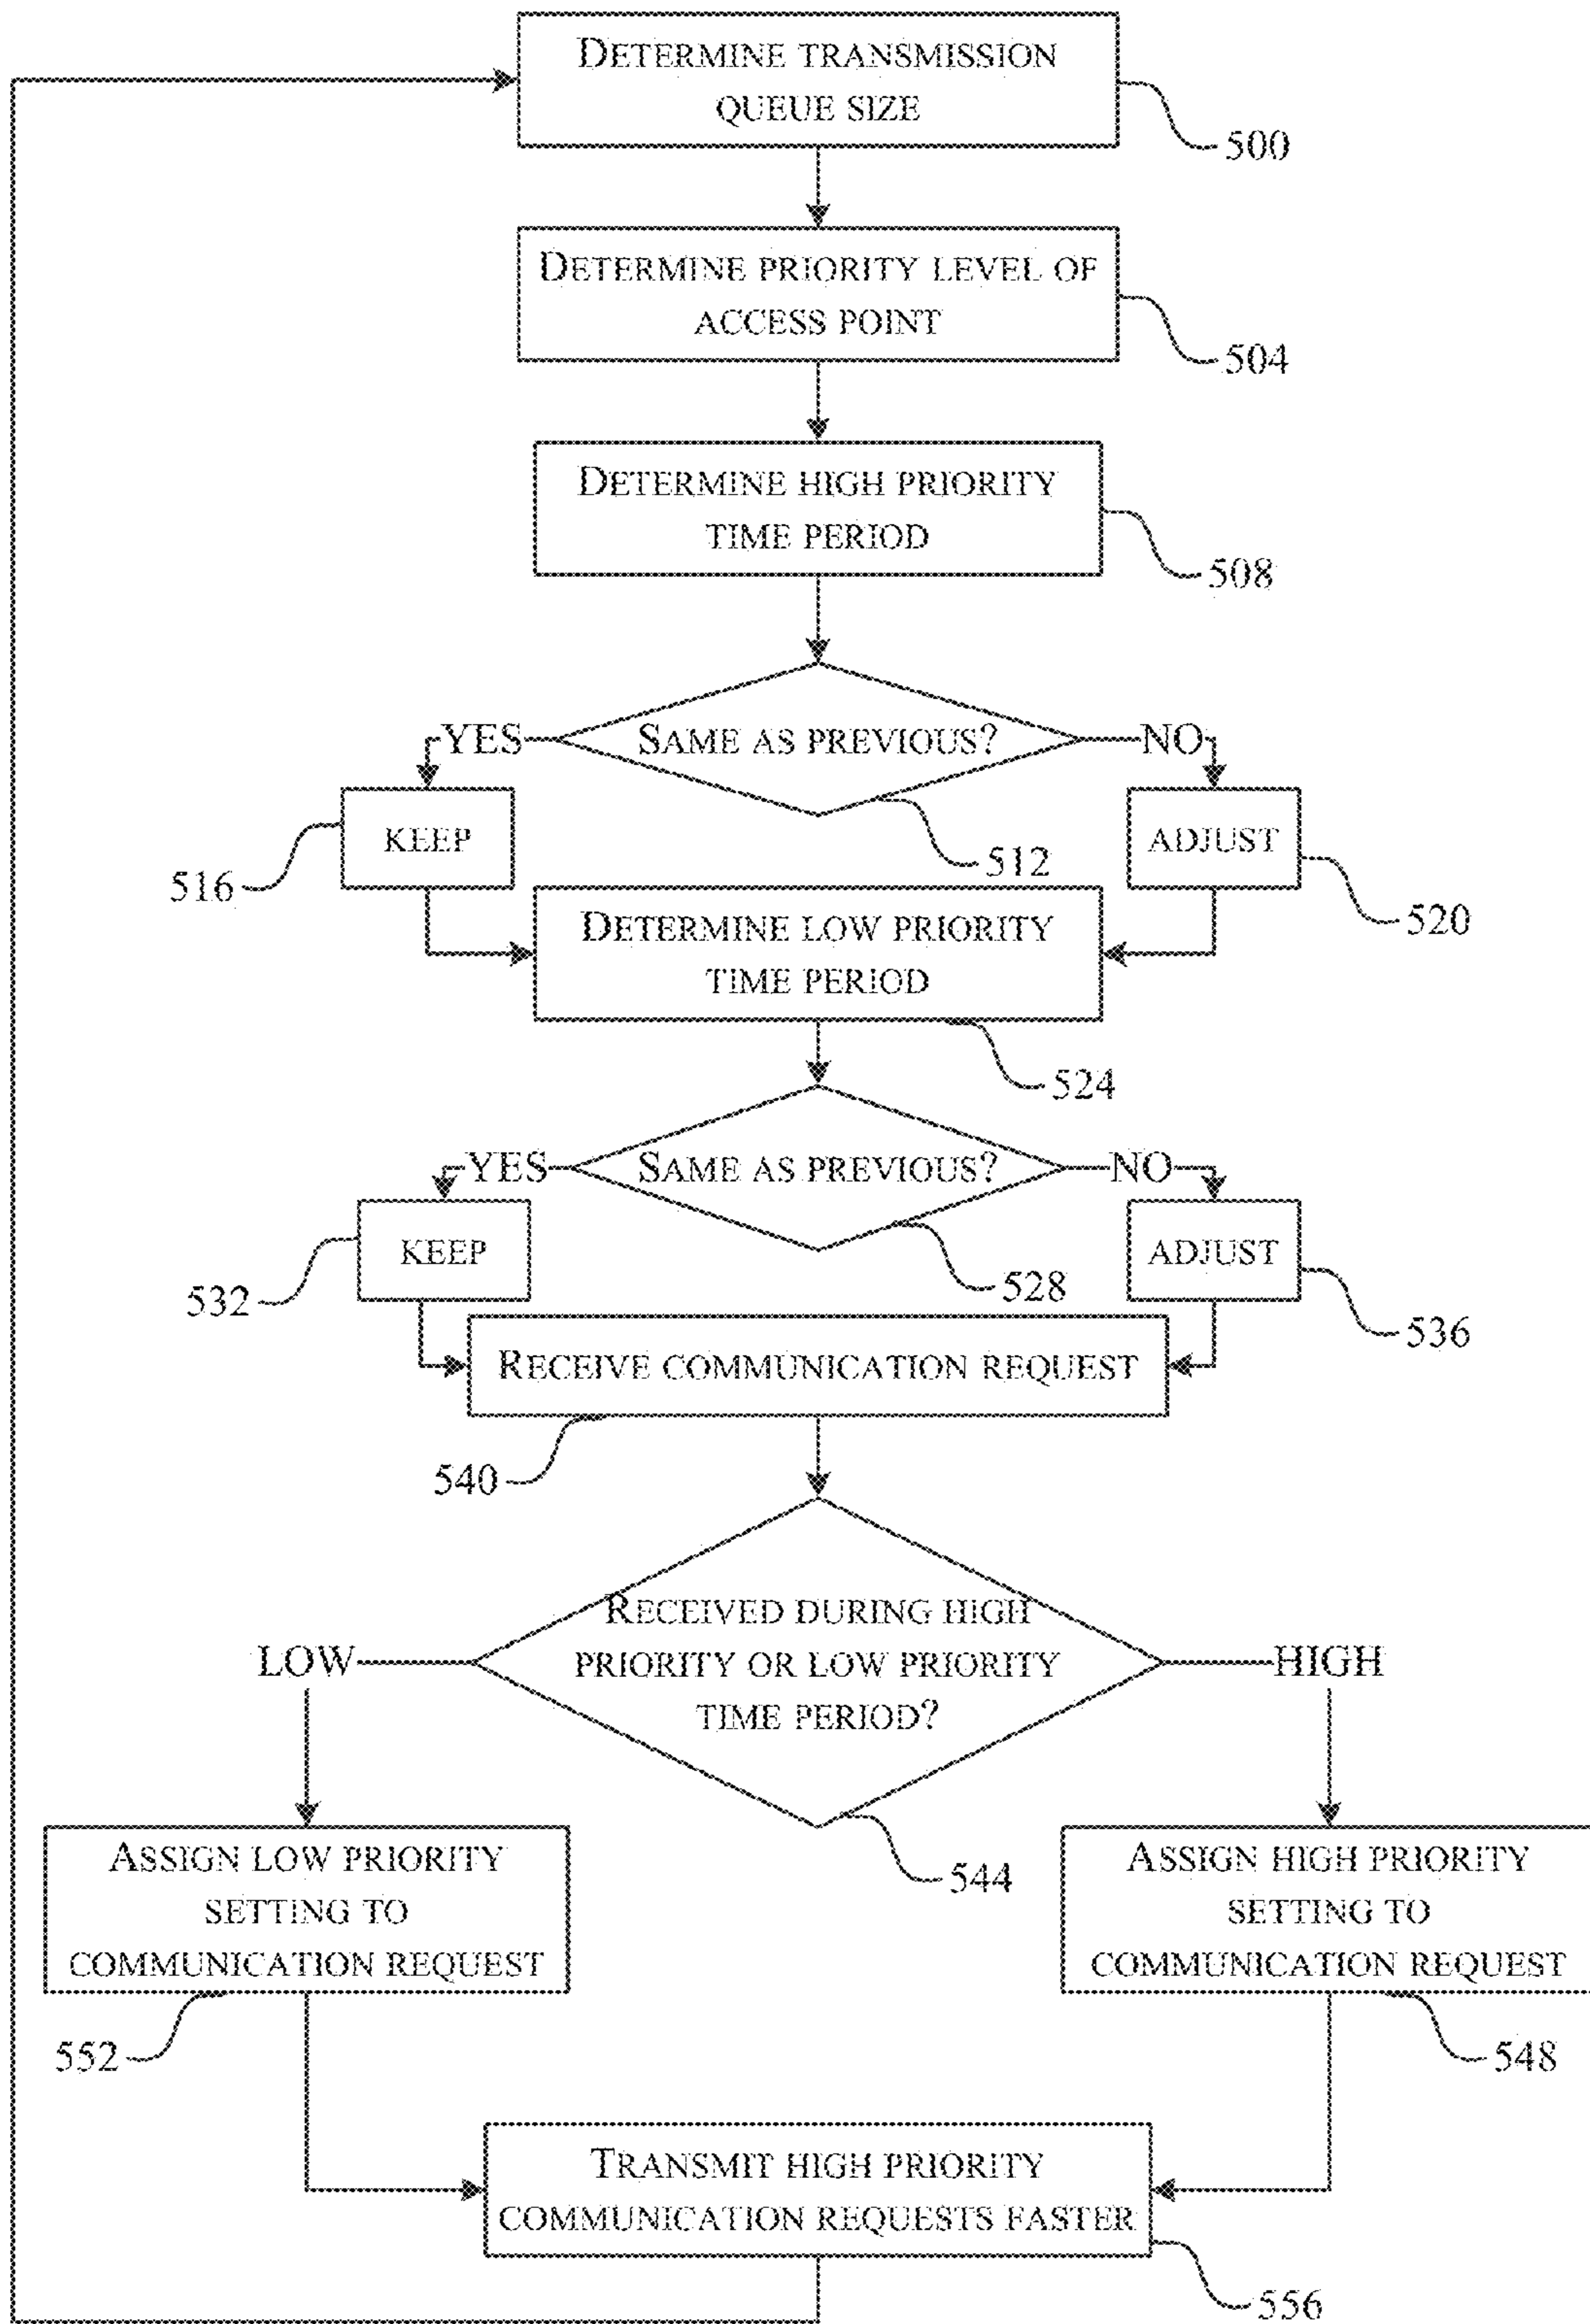 DETERMINE TRANSMISSION
QUEUE SIZE
500
DETERMINE PRIORITY LEVEL OF
ACCESS POINT
504
DETERMINE HIGH PRIORITY
TIME PERIOD
508
YES
SAME AS PREVIOUS?
NO
KEEP
ADJUST
512
516
520
DETERMINE LOW PRIORITY
TIME PERIOD
524
YES
SAME AS PREVIOUS?
NO
KEEP
ADJUST
528
532
536
RECEIVE COMMUNICATION REQUEST
540
RECEIVED DURING HIGH
PRIORITY OR LOW PRIORITY
TIME PERIOD?
LOW
HIGH
544
ASSIGN LOW PRIORITY
SETTING TO
COMMUNICATION REQUEST
552
ASSIGN HIGH PRIORITY
SETTING TO
COMMUNICATION REQUEST
548
TRANSMIT HIGH PRIORITY
COMMUNICATION REQUESTS FASTER
556